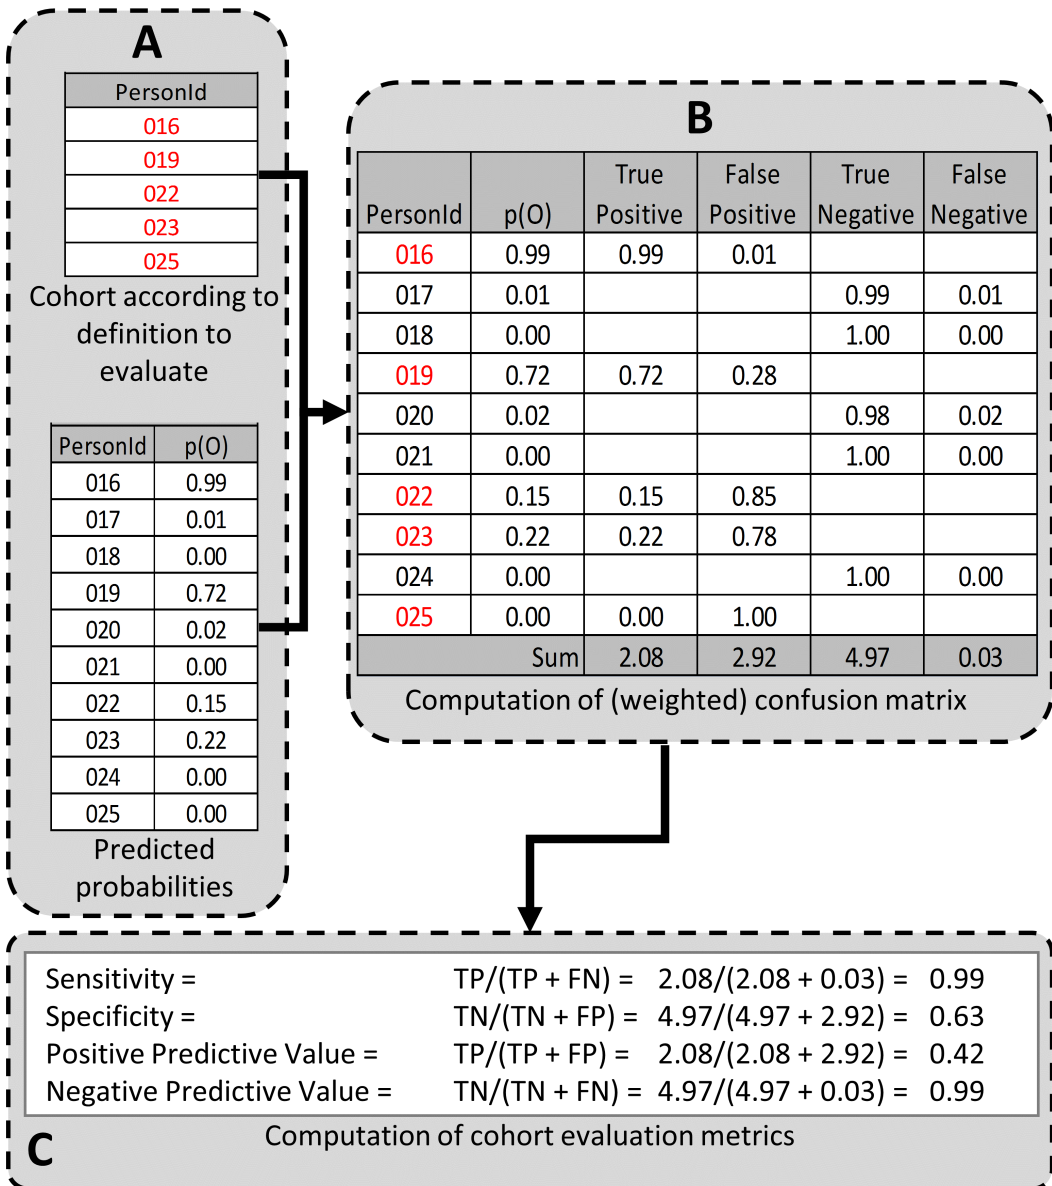 A
PersonId
016
019
022
023
025
Cohort according to
definition to
evaluate
PersonId p(O)
016 0.99
017 0.01
018 0.00
019 0.72
020 0.02
021 0.00
022 0.15
023 0.22
024 0.00
025 0.00
Predicted
probabilities
B
True False True False
PersonId p(O) Positive Positive Negative Negative
016 0.99 0.99 0.01
017 0.01 0.99 0.01
018 0.00 1.00 0.00
019 0.72 0.72 0.28
020 0.02 0.98 0.02
021 0.00 1.00 0.00
022 0.15 0.15 0.85
023 0.22 0.22 0.78
024 0.00 1.00 0.00
025 0.00 0.00 1.00
Sum 2.08 2.92 4.97 0.03
Computation of (weighted) confusion matrix
Sensitivity = TP/(TP + FN) = 2.08/(2.08 + 0.03) = 0.99
Specificity = TN/(TN + FP) = 4.97/(4.97 + 2.92) = 0.63
Positive Predictive Value = TP/(TP + FP) = 2.08/(2.08 + 2.92) = 0.42
Negative Predictive Value = TN/(TN + FN) = 4.97/(4.97 + 0.03) = 0.99
Computation of cohort evaluation metrics
C